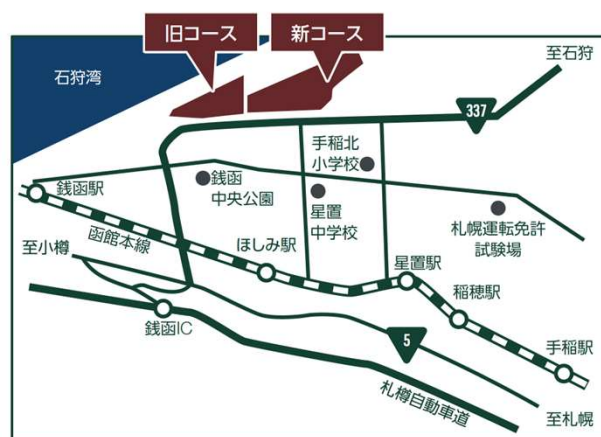 旧コース
新コース
石狩湾
至石狩
337
手稲北
小学校
銭函駅
銭函
中央公園
星置
中学校
札幌運転免許
試験場
函館本線
ほしみ駅
至小樽
星置駅
稲穂駅
銭函IC
5
手稲駅
札樽自動車道
至札幌